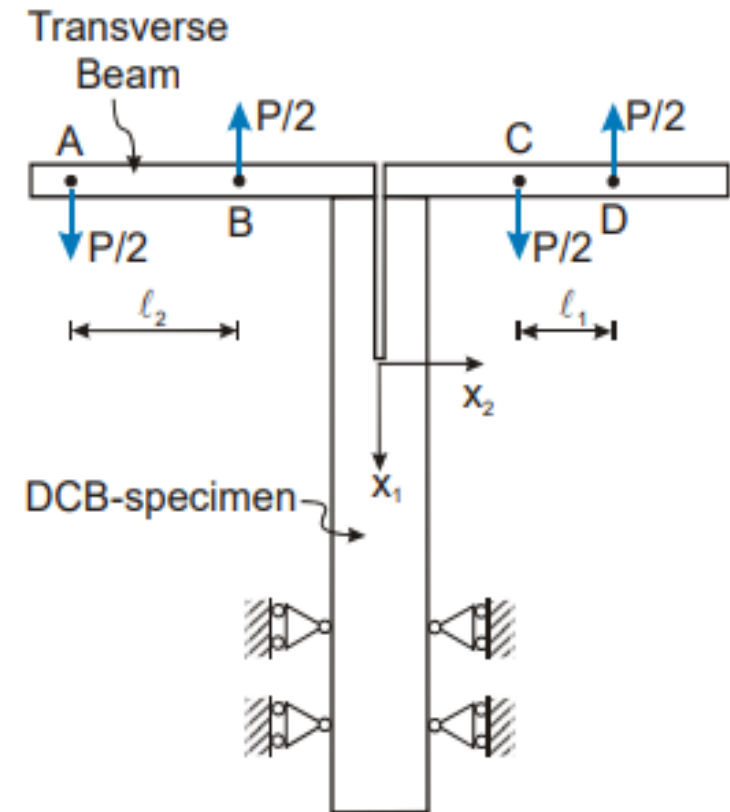 Transverse
Beam
A
P/2
B
P/2
C
P/2
D
P/2
ℓ₂
ℓ₁
x₂
x₁
DCB-specimen